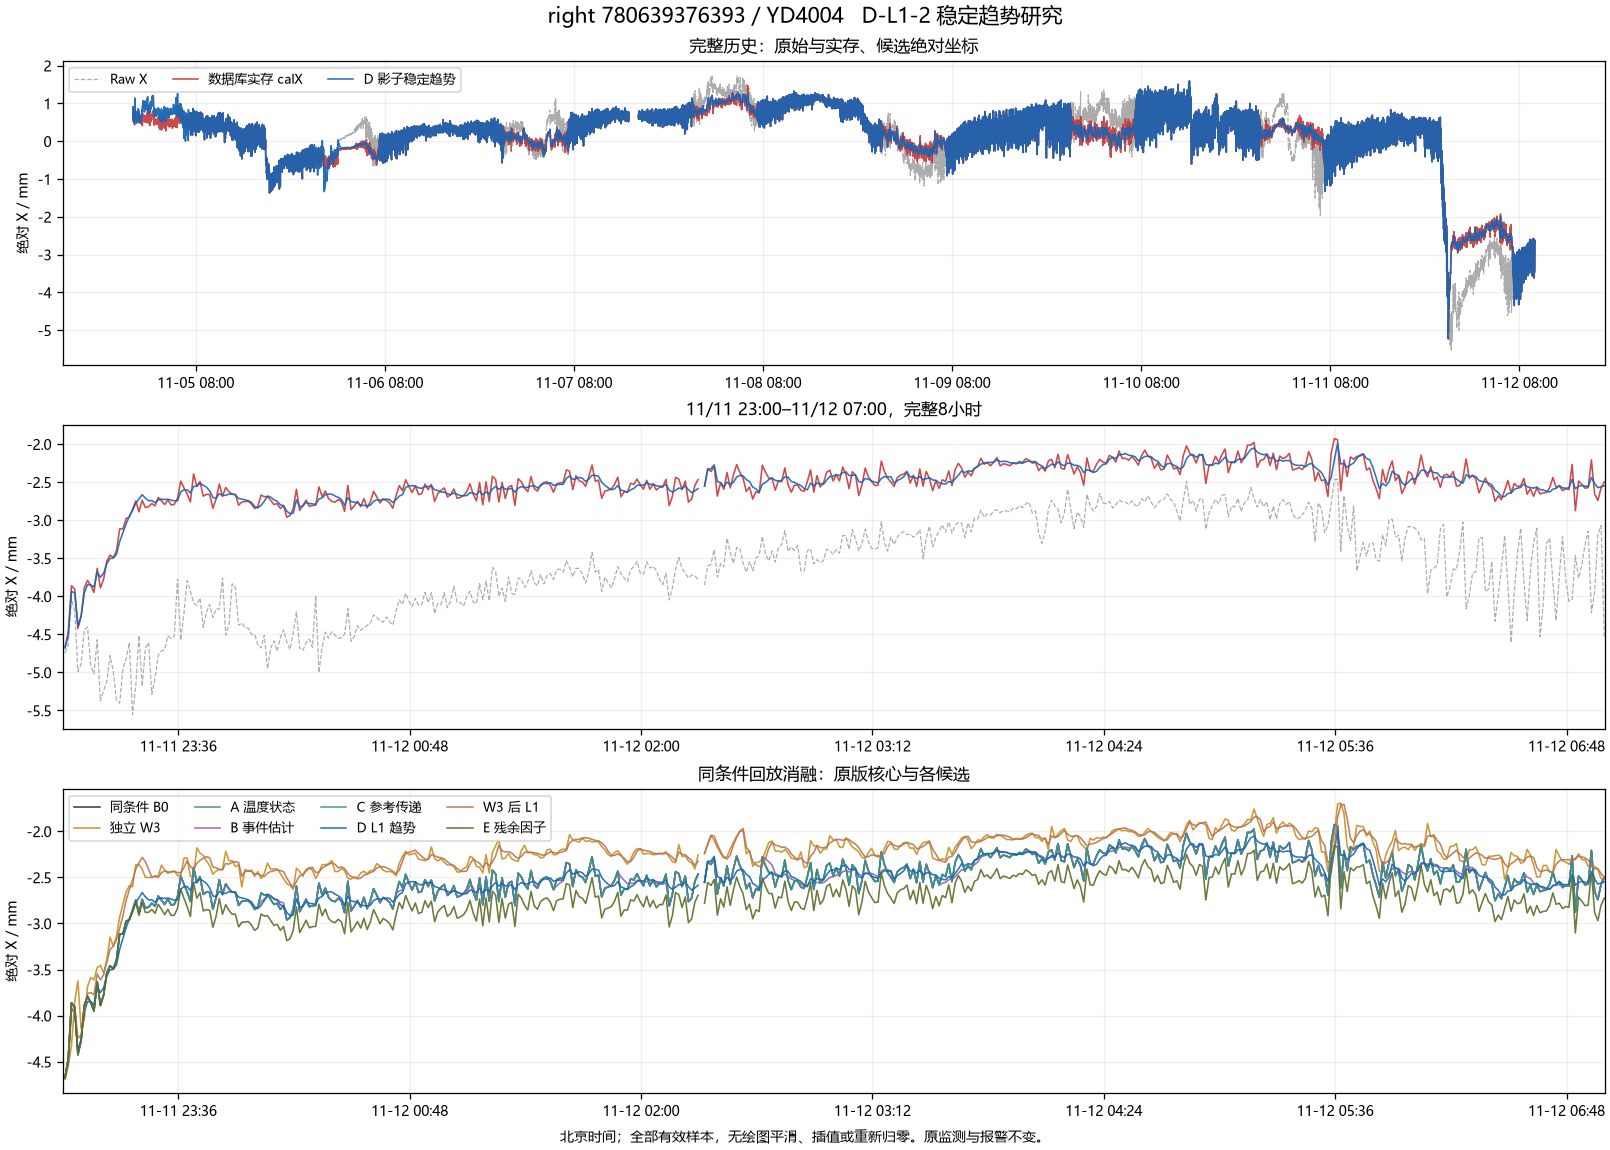 right 780639376393 / YD4004   D-L1-2 稳定趋势研究
完整历史：原始与实存、候选绝对坐标
Raw X
数据库实存 calX
D 影子稳定趋势
绝对 X / mm
2
1
0
-1
-2
-3
-4
-5
11-05 08:00
11-06 08:00
11-07 08:00
11-08 08:00
11-09 08:00
11-10 08:00
11-11 08:00
11-12 08:00
11/11 23:00–11/12 07:00，完整8小时
绝对 X / mm
-2.0
-2.5
-3.0
-3.5
-4.0
-4.5
-5.0
-5.5
11-11 23:36
11-12 00:48
11-12 02:00
11-12 03:12
11-12 04:24
11-12 05:36
11-12 06:48
同条件回放消融：原版核心与各候选
同条件 B0
A 温度状态
C 参考传递
W3 后 L1
独立 W3
B 事件估计
D L1 趋势
E 残余因子
绝对 X / mm
-2.0
-2.5
-3.0
-3.5
-4.0
-4.5
11-11 23:36
11-12 00:48
11-12 02:00
11-12 03:12
11-12 04:24
11-12 05:36
11-12 06:48
北京时间；全部有效样本，无绘图平滑、插值或重新归零。原监测与报警不变。